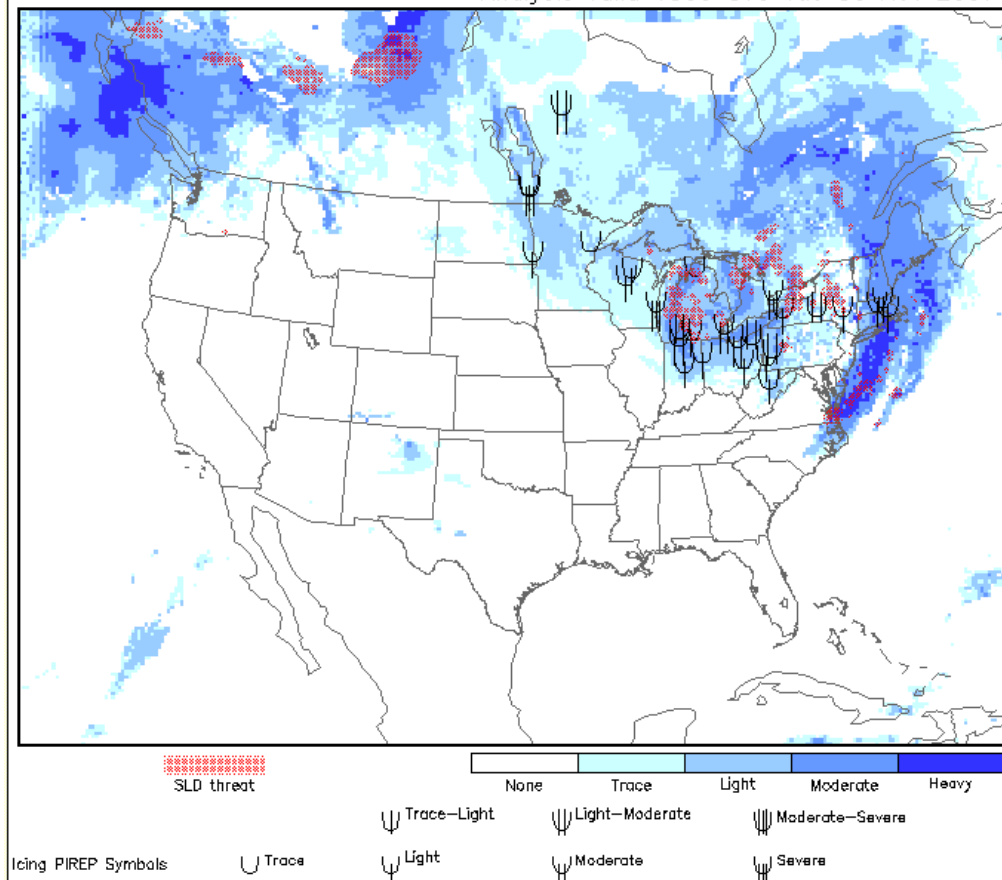 SLD threat
None Trace Light Moderate Heavy
Trace-Light Light-Moderate Moderate-Severe
Icing PIREP Symbols Trace Light Moderate Severe